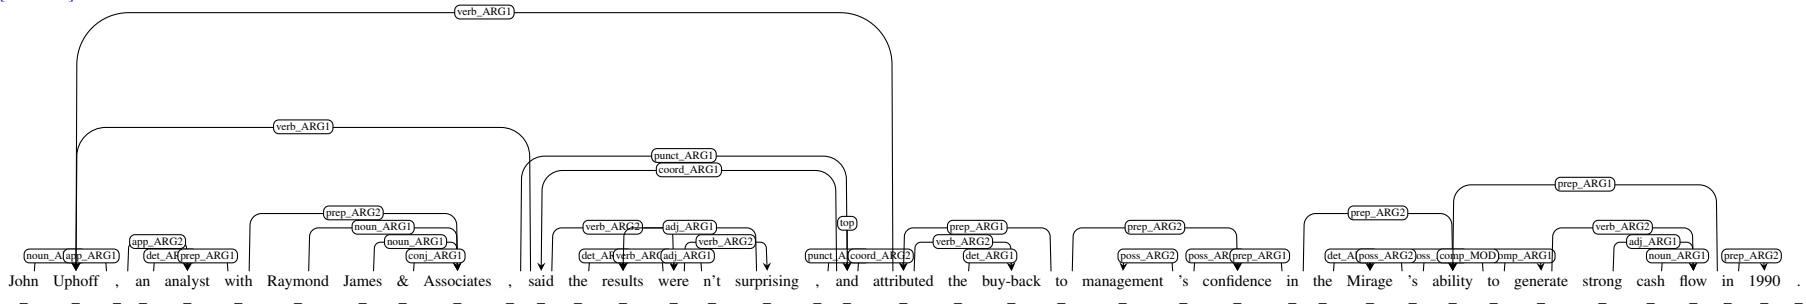 verb_ARG1
verb_ARG1
punct_ARG1
coord_ARG1
prep_ARG1
prep_ARG2 prep_ARG2
top
noun_ARG1 verb_ARG2 adj_ARG1 prep_ARG1 prep_ARG2 verb_ARG2
app_ARG2 noun_ARG1 verb_ARG2 verb_ARG2 adj_ARG1
app_ARG1 prep_ARG1 conj_ARG1 adj_ARG1 coord_ARG2 det_ARG1 poss_ARG2 prep_ARG1 poss_ARG2 comp_MOD noun_ARG1 prep_ARG2
John Uphoff , an analyst with Raymond James & Associates , said the results were n't surprising , and attributed the buy-back to management 's confidence in the Mirage 's ability to generate strong cash flow in 1990 .